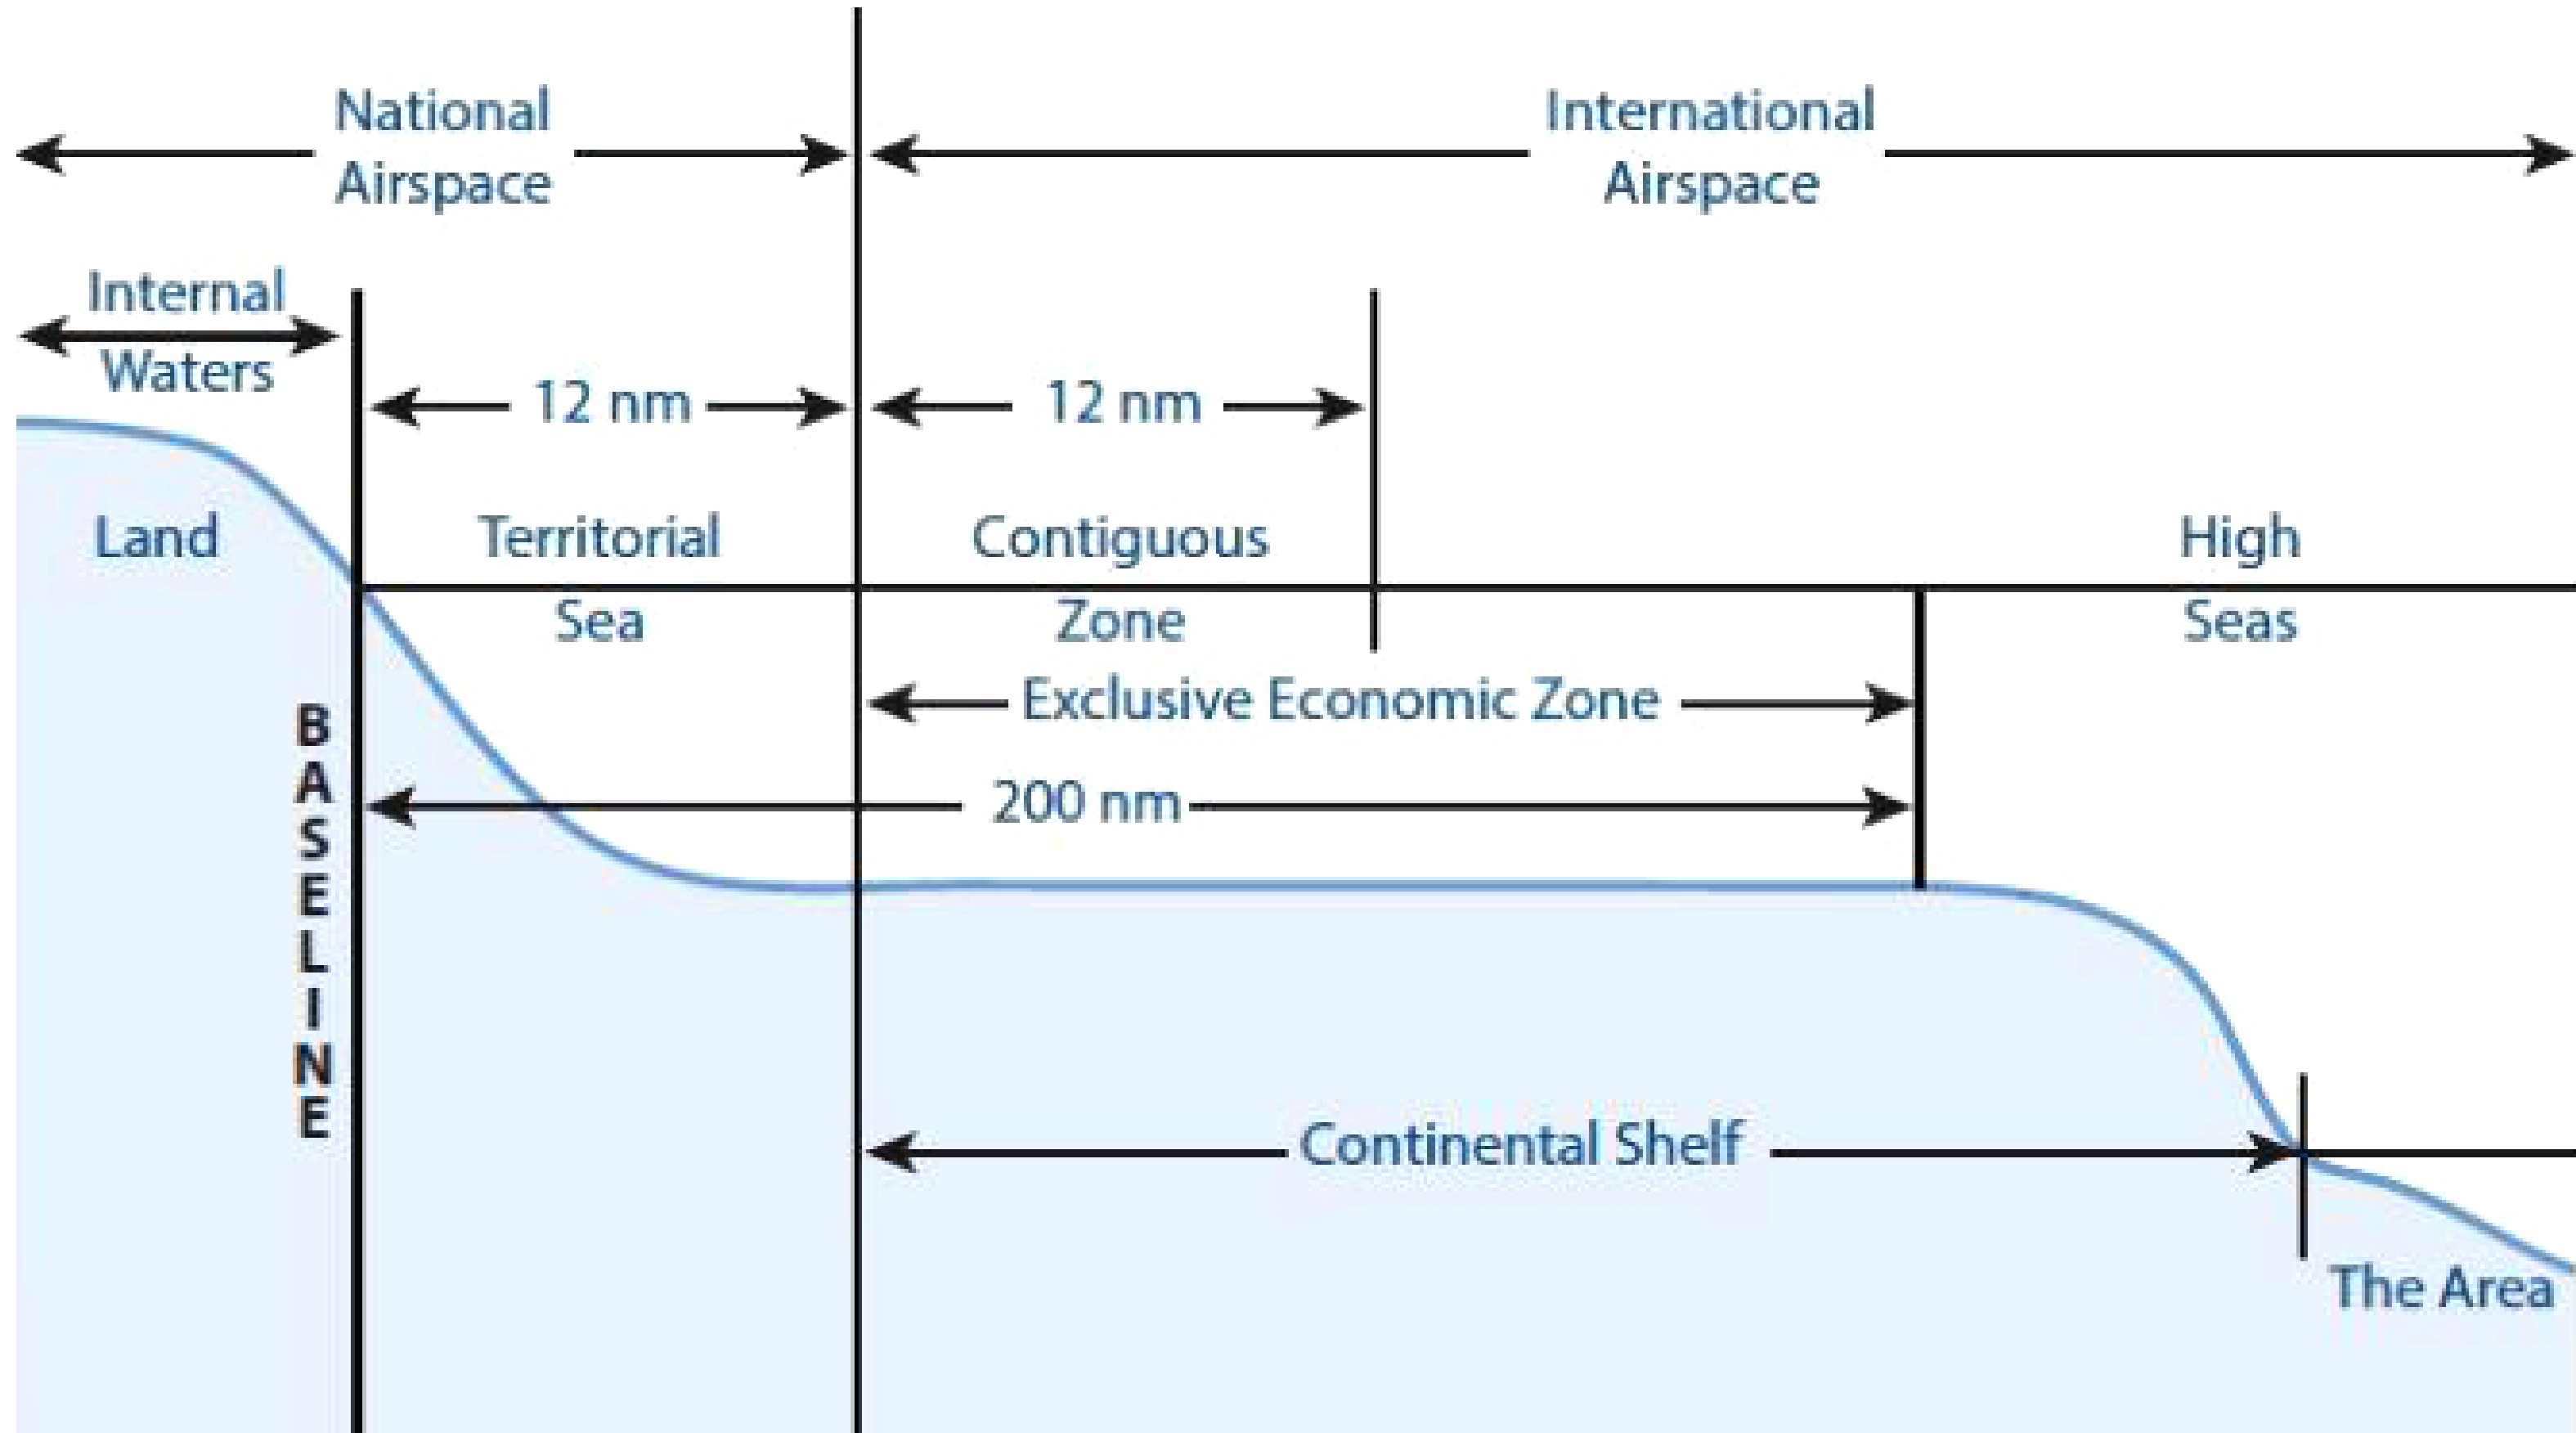 National
Airspace
International
Airspace
Internal
Waters
12 nm
12 nm
Land
Territorial
Sea
Contiguous
Zone
High
Seas
Exclusive Economic Zone
200 nm
BASELINE
Continental Shelf
The Area